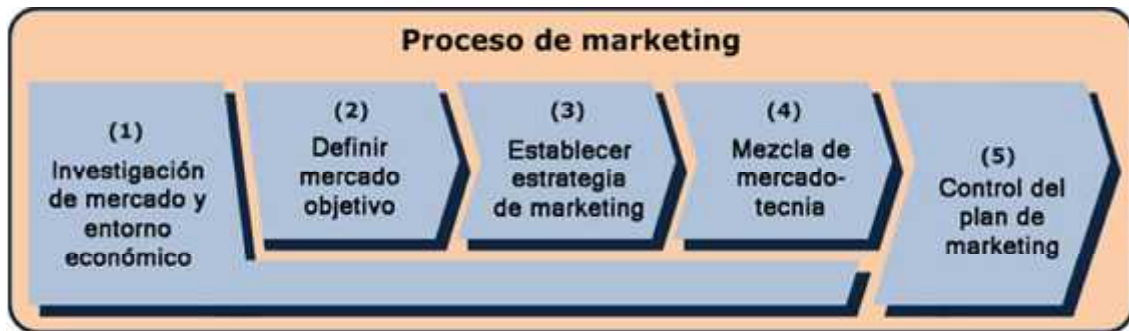 Proceso de marketing
(1)
Investigación
de mercado y
entorno
económico
(2)
Definir
mercado
objetivo
(3)
Establecer
estrategia
de marketing
(4)
Mezcla de
mercado-
tecnia
(5)
Control del
plan de
marketing